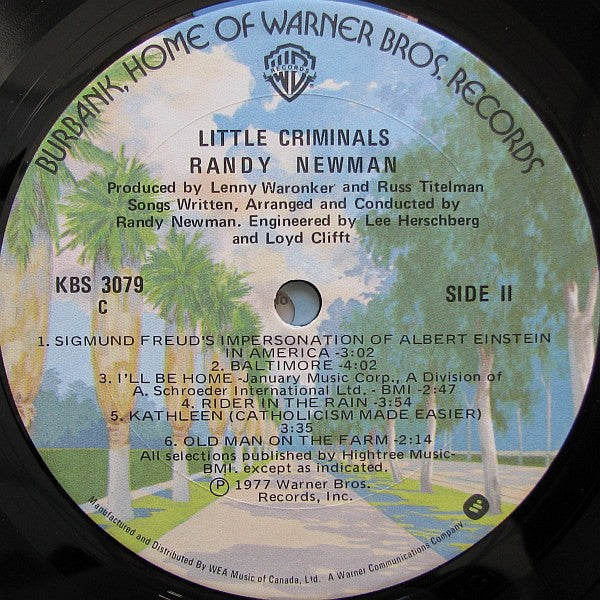 BURBANK, HOME OF WARNER BROS. RECORDS
RECORDS
LITTLE CRIMINALS
RANDY NEWMAN
Produced by Lenny Waronker and Russ Titelman
Songs Written, Arranged and Conducted by
Randy Newman. Engineered by Lee Herschberg
and Loyd Clifft
KBS 3079
C
SIDE II
1. SIGMUND FREUD'S IMPERSONATION OF ALBERT EINSTEIN
IN AMERICA -3:02
2. BALTIMORE -4:02
3. I'LL BE HOME -January Music Corp., A Division of
A. Schroeder International Ltd. - BMI -2:47
4. RIDER IN THE RAIN -3:54
5. KATHLEEN (CATHOLICISM MADE EASIER)
3:35
6. OLD MAN ON THE FARM -2:14
All selections published by Hightree Music-
BMI. except as indicated.
Ⓟ 1977 Warner Bros.
Records, Inc.
Manufactured and Distributed By WEA Music of Canada, Ltd. A Warner Communications Company.